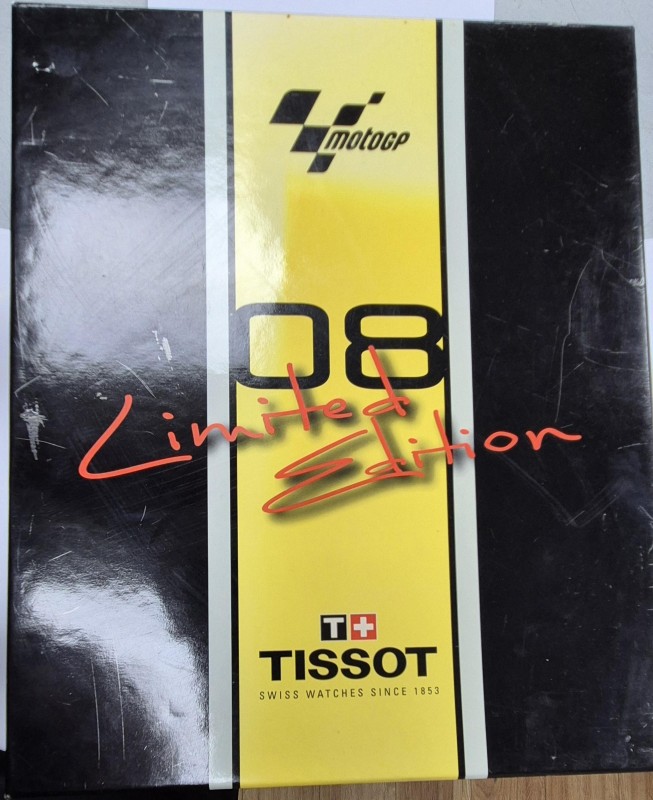 motoGP
08
Limited
Edition
T+
TISSOT
SWISS WATCHES SINCE 1853